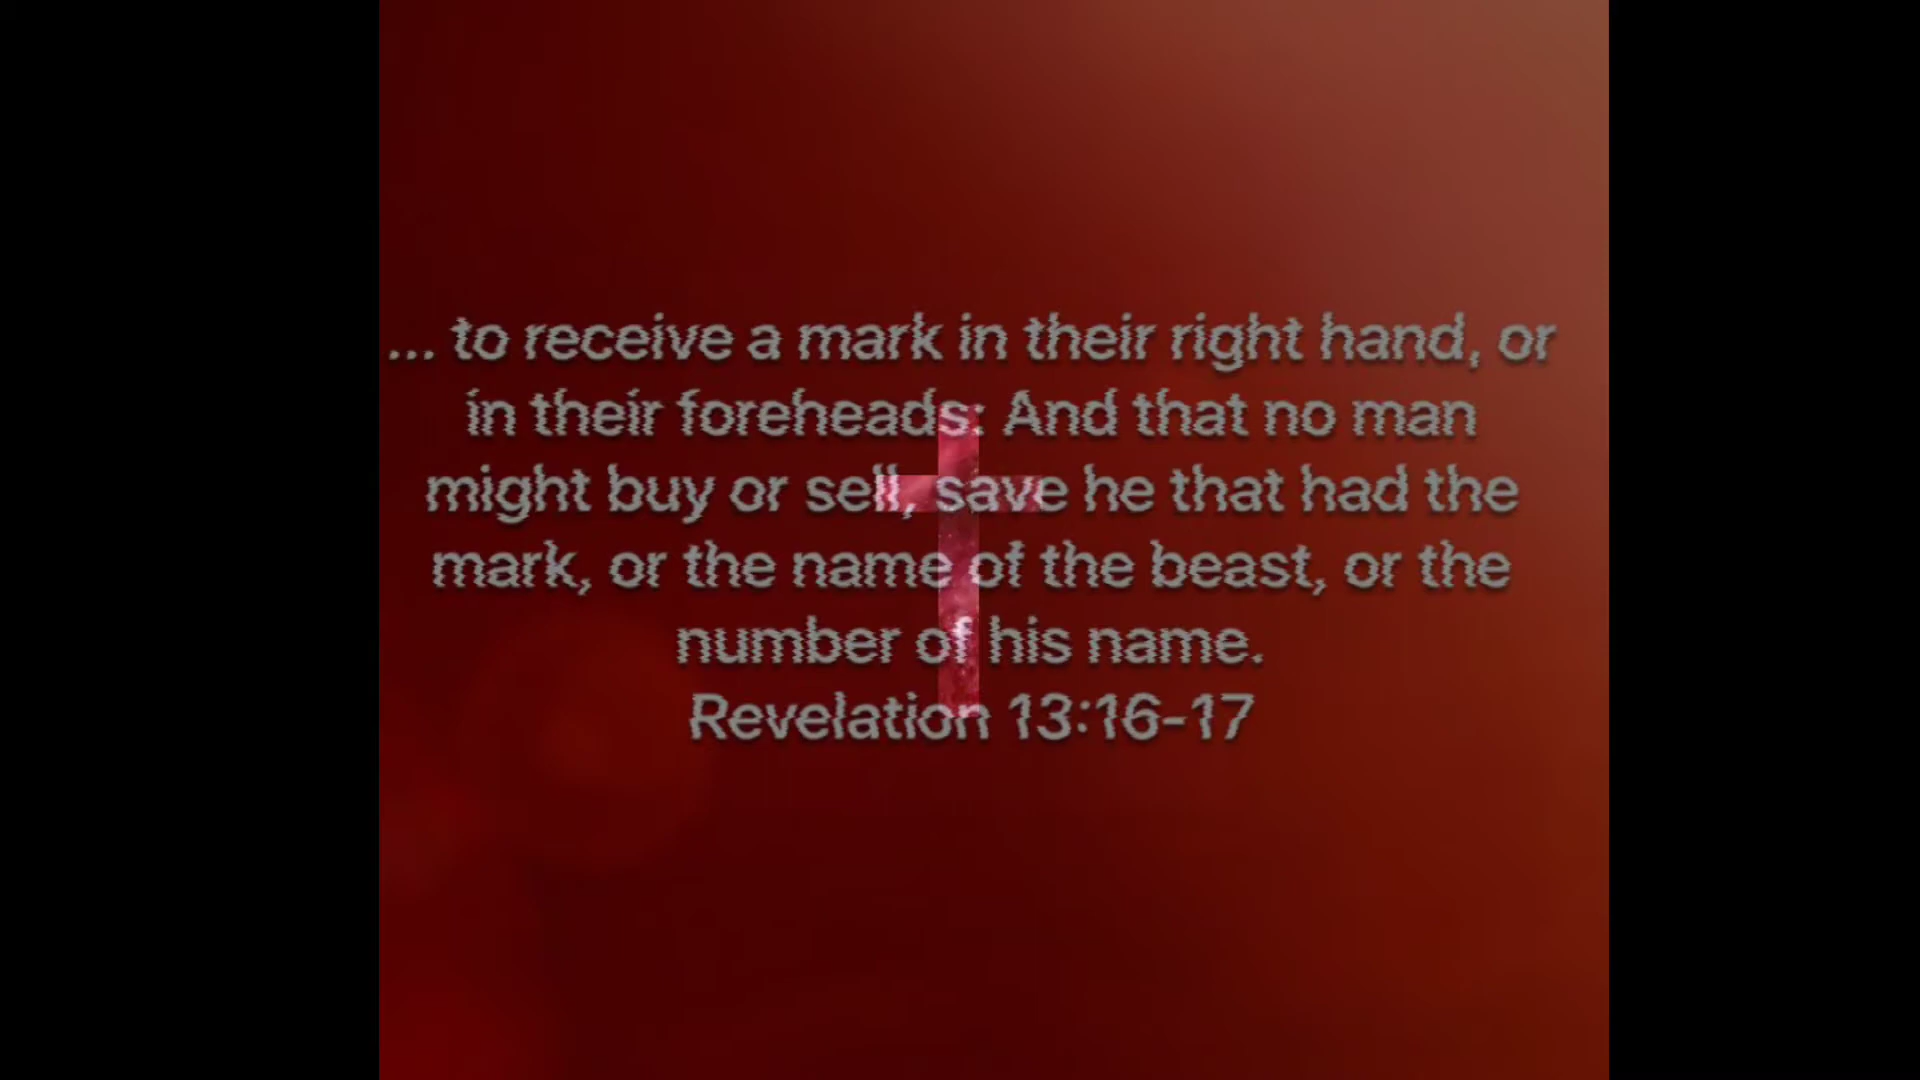 ... to receive a mark in their right hand, or
in their foreheads: And that no man
might buy or sell, save he that had the
mark, or the name of the beast, or the
number of his name.
Revelation 13:16-17